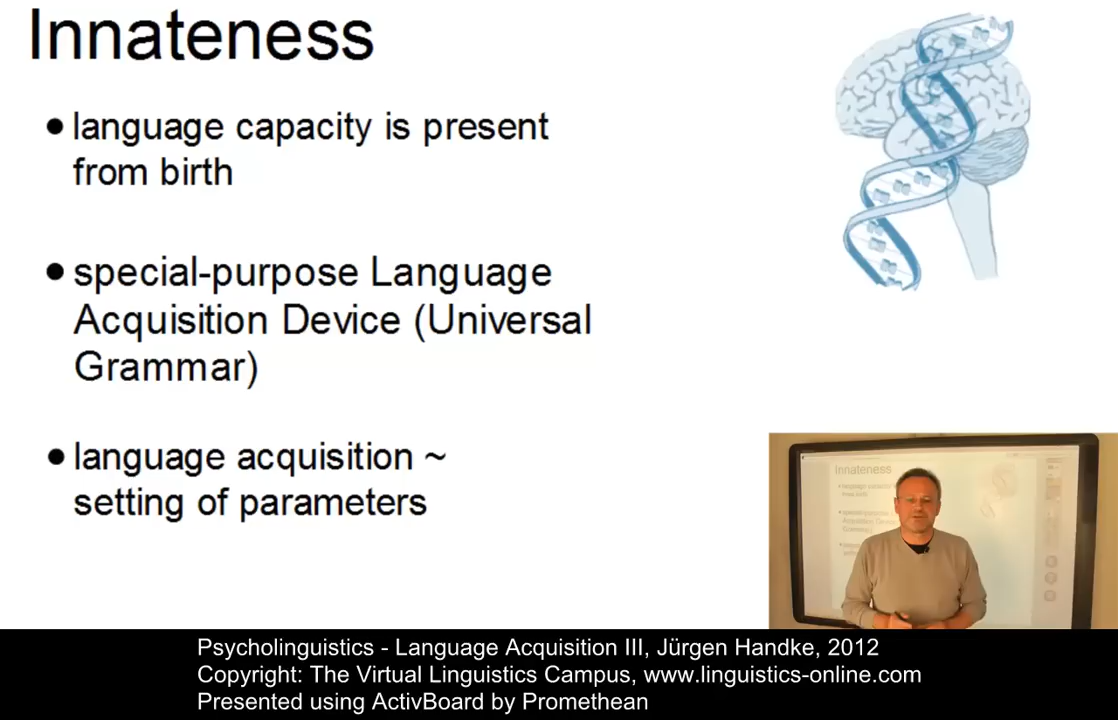 Innateness
• language capacity is present
from birth
• special-purpose Language
Acquisition Device (Universal
Grammar)
• language acquisition ~
setting of parameters
Innateness
Psycholinguistics - Language Acquisition III, Jürgen Handke, 2012
Copyright: The Virtual Linguistics Campus, www.linguistics-online.com
Presented using ActivBoard by Promethean